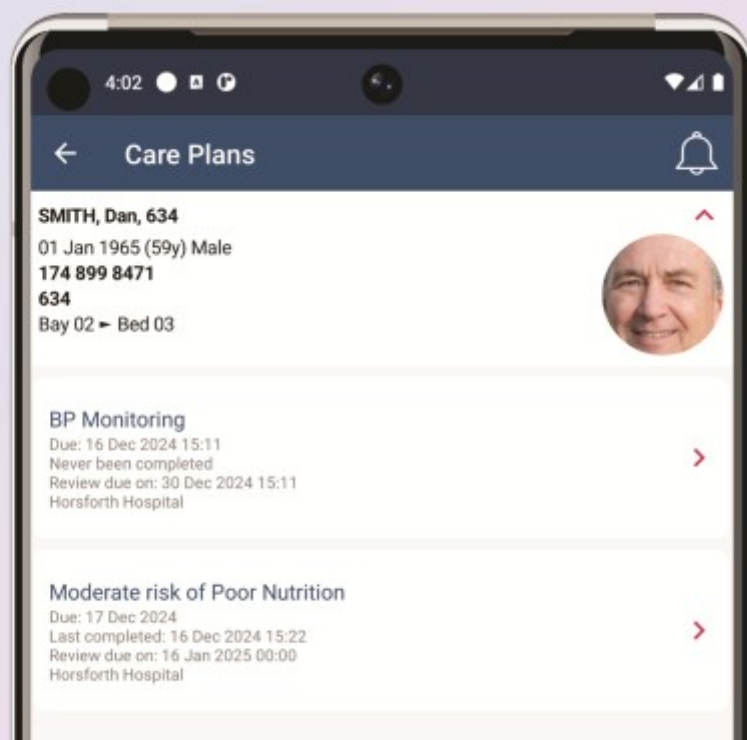 4:02
Care Plans
SMITH, Dan, 634
01 Jan 1965 (59y) Male
174 899 8471
634
Bay 02 ► Bed 03
BP Monitoring
Due: 16 Dec 2024 15:11
Never been completed
Review due on: 30 Dec 2024 15:11
Horsforth Hospital
Moderate risk of Poor Nutrition
Due: 17 Dec 2024
Last completed: 16 Dec 2024 15:22
Review due on: 16 Jan 2025 00:00
Horsforth Hospital